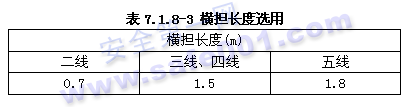 表 7.1.8-3 横担长度选用
横担长度(m)
二线 三线、四线 五线
0.7 1.5 1.8